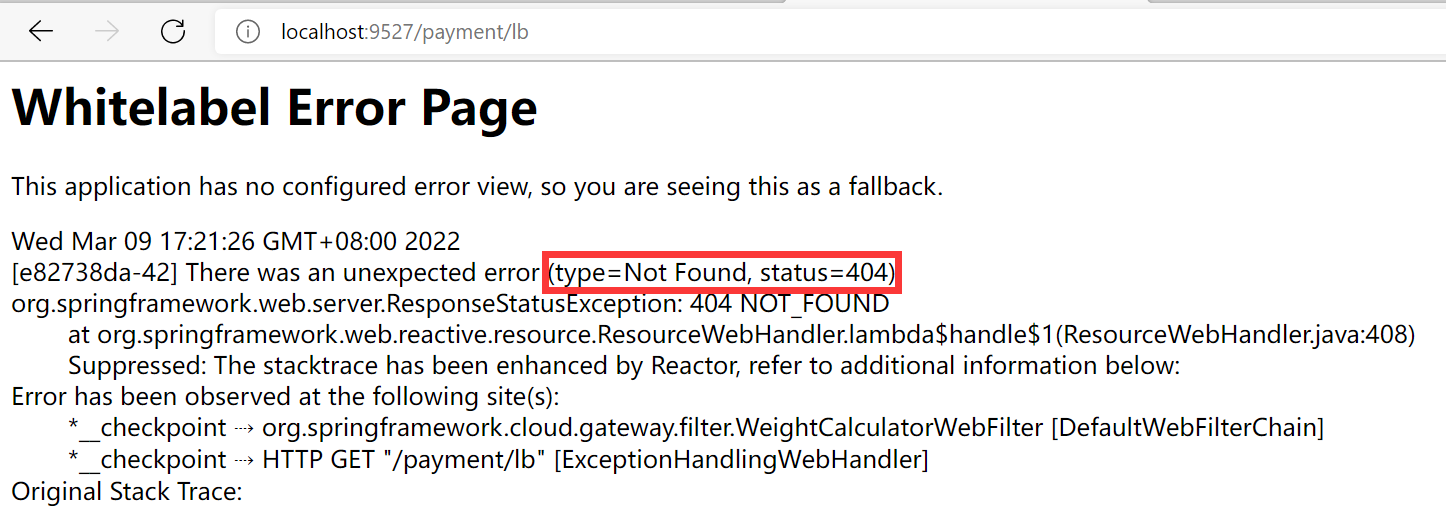 localhost:9527/payment/lb
Whitelabel Error Page
This application has no configured error view, so you are seeing this as a fallback.
Wed Mar 09 17:21:26 GMT+08:00 2022
[e82738da-42] There was an unexpected error (type=Not Found, status=404)
org.springframework.web.server.ResponseStatusException: 404 NOT_FOUND
at org.springframework.web.reactive.resource.ResourceWebHandler.lambda$handle$1(ResourceWebHandler.java:408)
Suppressed: The stacktrace has been enhanced by Reactor, refer to additional information below:
Error has been observed at the following site(s):
*__checkpoint ⇢ org.springframework.cloud.gateway.filter.WeightCalculatorWebFilter [DefaultWebFilterChain]
*__checkpoint ⇢ HTTP GET "/payment/lb" [ExceptionHandlingWebHandler]
Original Stack Trace: